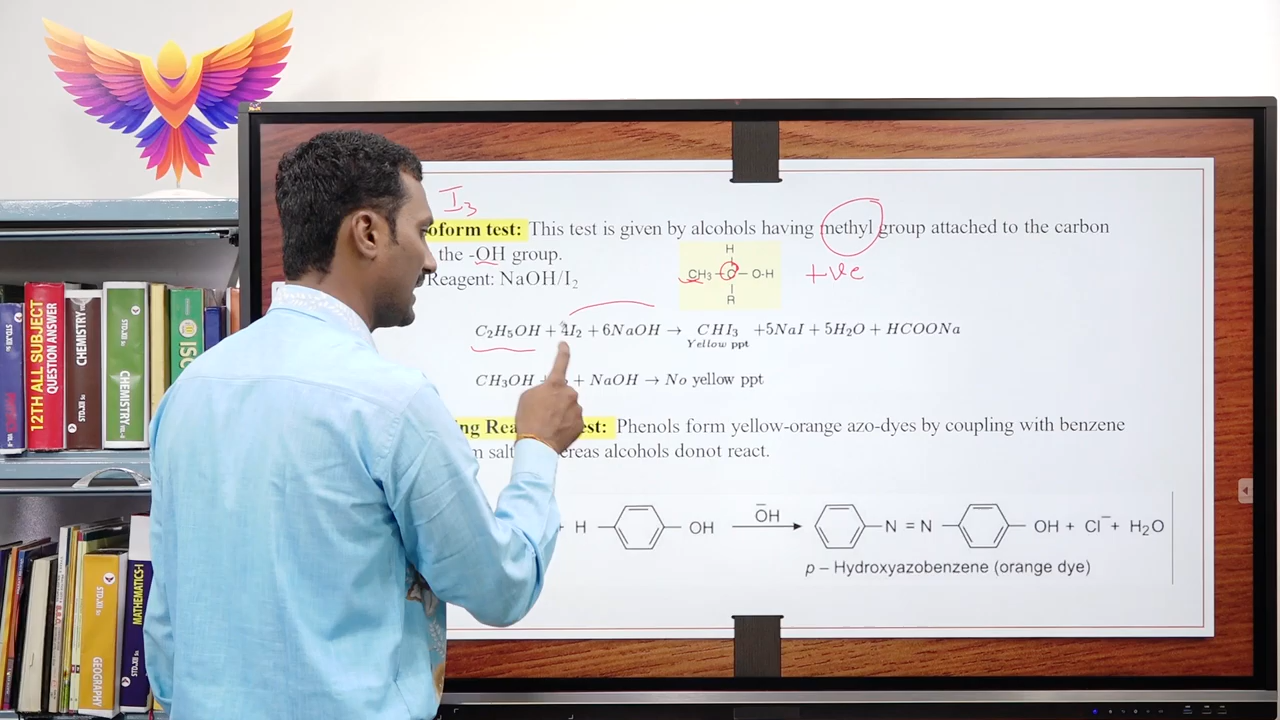 I3
oform test: This test is given by alcohols having methyl group attached to the carbon
the -OH group.
Reagent: NaOH/I2
H
CH3 – C – O-H
R
+ve
C2H5OH + 4I2 + 6NaOH → CHI3 +5NaI + 5H2O + HCOONa
Yellow ppt
CH3OH + NaOH → No yellow ppt
ng Rea est: Phenols form yellow-orange azo-dyes by coupling with benzene
salt ereas alcohols donot react.
+ H OH OH N = N OH + Cl– + H2O
p – Hydroxyazobenzene (orange dye)
12TH ALL SUBJECT
QUESTION ANSWER
CHEMISTRY
CHEMISTRY
MATHEMATICS-I
GEOGRAPHY